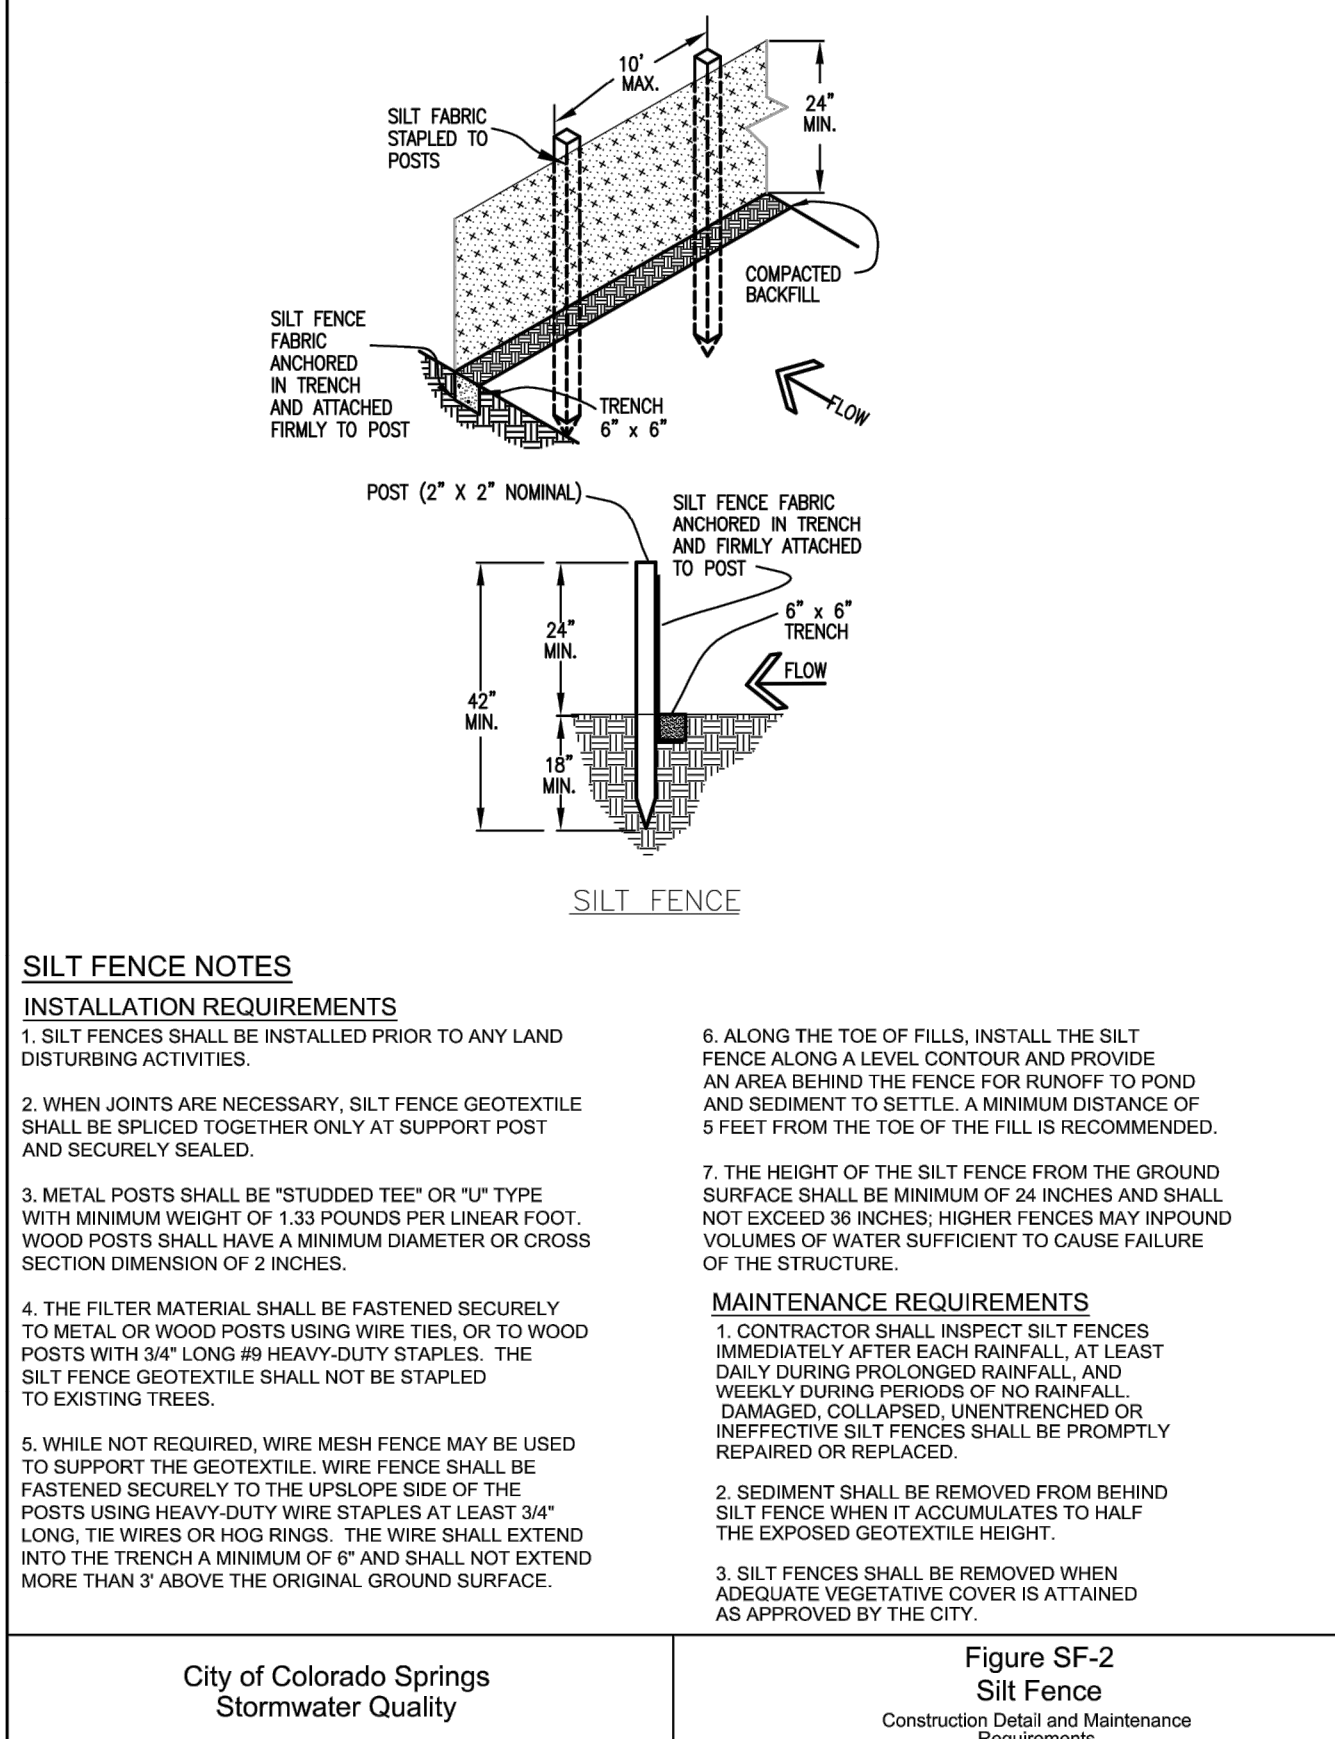 10'
MAX.
24"
MIN.
SILT FABRIC
STAPLED TO
POSTS
COMPACTED
BACKFILL
SILT FENCE
FABRIC
ANCHORED
IN TRENCH
AND ATTACHED
FIRMLY TO POST
TRENCH
6" x 6"
FLOW
POST (2" X 2" NOMINAL)
SILT FENCE FABRIC
ANCHORED IN TRENCH
AND FIRMLY ATTACHED
TO POST
6" x 6"
TRENCH
24"
MIN.
FLOW
42"
MIN.
18"
MIN.
SILT FENCE
SILT FENCE NOTES
INSTALLATION REQUIREMENTS
1. SILT FENCES SHALL BE INSTALLED PRIOR TO ANY LAND
DISTURBING ACTIVITIES.
2. WHEN JOINTS ARE NECESSARY, SILT FENCE GEOTEXTILE
SHALL BE SPLICED TOGETHER ONLY AT SUPPORT POST
AND SECURELY SEALED.
3. METAL POSTS SHALL BE "STUDDED TEE" OR "U" TYPE
WITH MINIMUM WEIGHT OF 1.33 POUNDS PER LINEAR FOOT.
WOOD POSTS SHALL HAVE A MINIMUM DIAMETER OR CROSS
SECTION DIMENSION OF 2 INCHES.
4. THE FILTER MATERIAL SHALL BE FASTENED SECURELY
TO METAL OR WOOD POSTS USING WIRE TIES, OR TO WOOD
POSTS WITH 3/4" LONG #9 HEAVY-DUTY STAPLES. THE
SILT FENCE GEOTEXTILE SHALL NOT BE STAPLED
TO EXISTING TREES.
5. WHILE NOT REQUIRED, WIRE MESH FENCE MAY BE USED
TO SUPPORT THE GEOTEXTILE. WIRE FENCE SHALL BE
FASTENED SECURELY TO THE UPSLOPE SIDE OF THE
POSTS USING HEAVY-DUTY WIRE STAPLES AT LEAST 3/4"
LONG, TIE WIRES OR HOG RINGS. THE WIRE SHALL EXTEND
INTO THE TRENCH A MINIMUM OF 6" AND SHALL NOT EXTEND
MORE THAN 3' ABOVE THE ORIGINAL GROUND SURFACE.
6. ALONG THE TOE OF FILLS, INSTALL THE SILT
FENCE ALONG A LEVEL CONTOUR AND PROVIDE
AN AREA BEHIND THE FENCE FOR RUNOFF TO POND
AND SEDIMENT TO SETTLE. A MINIMUM DISTANCE OF
5 FEET FROM THE TOE OF THE FILL IS RECOMMENDED.
7. THE HEIGHT OF THE SILT FENCE FROM THE GROUND
SURFACE SHALL BE MINIMUM OF 24 INCHES AND SHALL
NOT EXCEED 36 INCHES; HIGHER FENCES MAY INPOUND
VOLUMES OF WATER SUFFICIENT TO CAUSE FAILURE
OF THE STRUCTURE.
MAINTENANCE REQUIREMENTS
1. CONTRACTOR SHALL INSPECT SILT FENCES
IMMEDIATELY AFTER EACH RAINFALL, AT LEAST
DAILY DURING PROLONGED RAINFALL, AND
WEEKLY DURING PERIODS OF NO RAINFALL.
DAMAGED, COLLAPSED, UNENTRENCHED OR
INEFFECTIVE SILT FENCES SHALL BE PROMPTLY
REPAIRED OR REPLACED.
2. SEDIMENT SHALL BE REMOVED FROM BEHIND
SILT FENCE WHEN IT ACCUMULATES TO HALF
THE EXPOSED GEOTEXTILE HEIGHT.
3. SILT FENCES SHALL BE REMOVED WHEN
ADEQUATE VEGETATIVE COVER IS ATTAINED
AS APPROVED BY THE CITY.
City of Colorado Springs
Stormwater Quality
Figure SF-2
Silt Fence
Construction Detail and Maintenance
Requirements